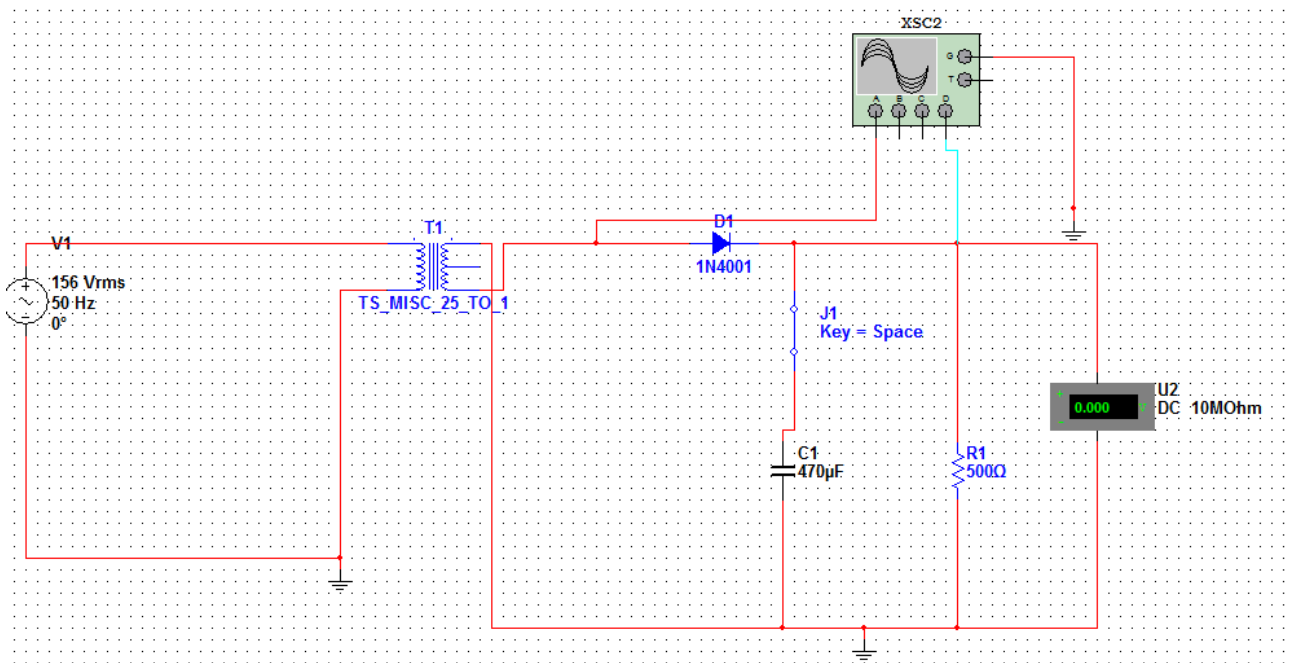 XSC2
G
T
A B C D
V1
156 Vrms
50 Hz
0°
T1
TS_MISC_25_TO_1
D1
1N4001
J1
Key = Space
U2
0.000 V
DC 10MOhm
C1
470µF
R1
500Ω